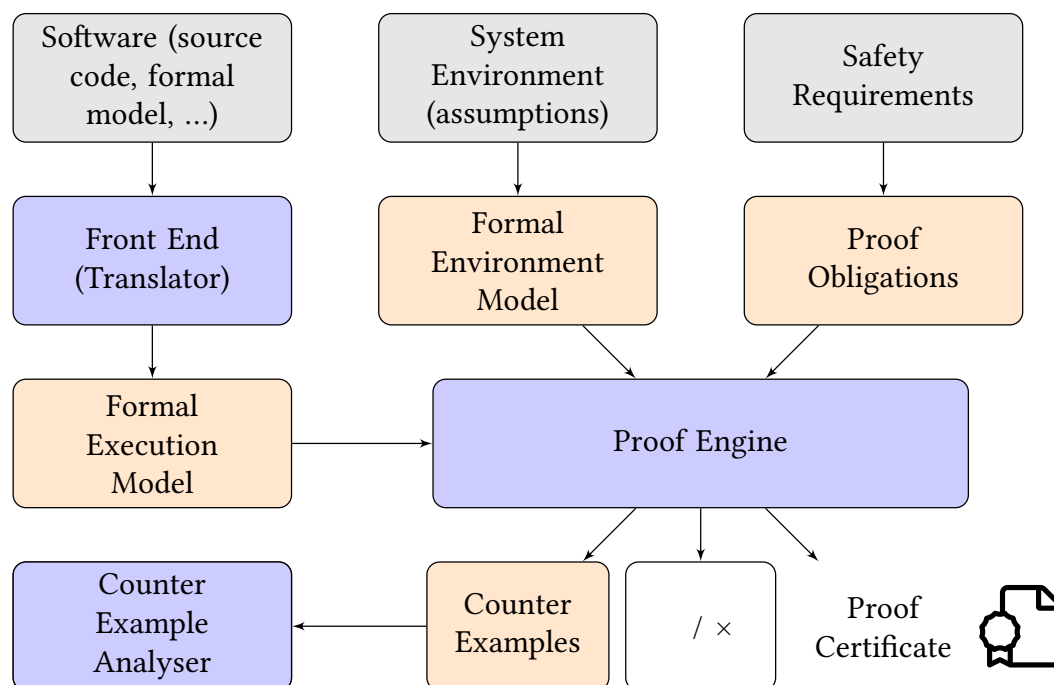 Software (source
code, formal
model, ...)
System
Environment
(assumptions)
Safety
Requirements
Front End
(Translator)
Formal
Environment
Model
Proof
Obligations
Formal
Execution
Model
Proof Engine
Counter
Example
Analyser
Counter
Examples
/ ×
Proof
Certificate